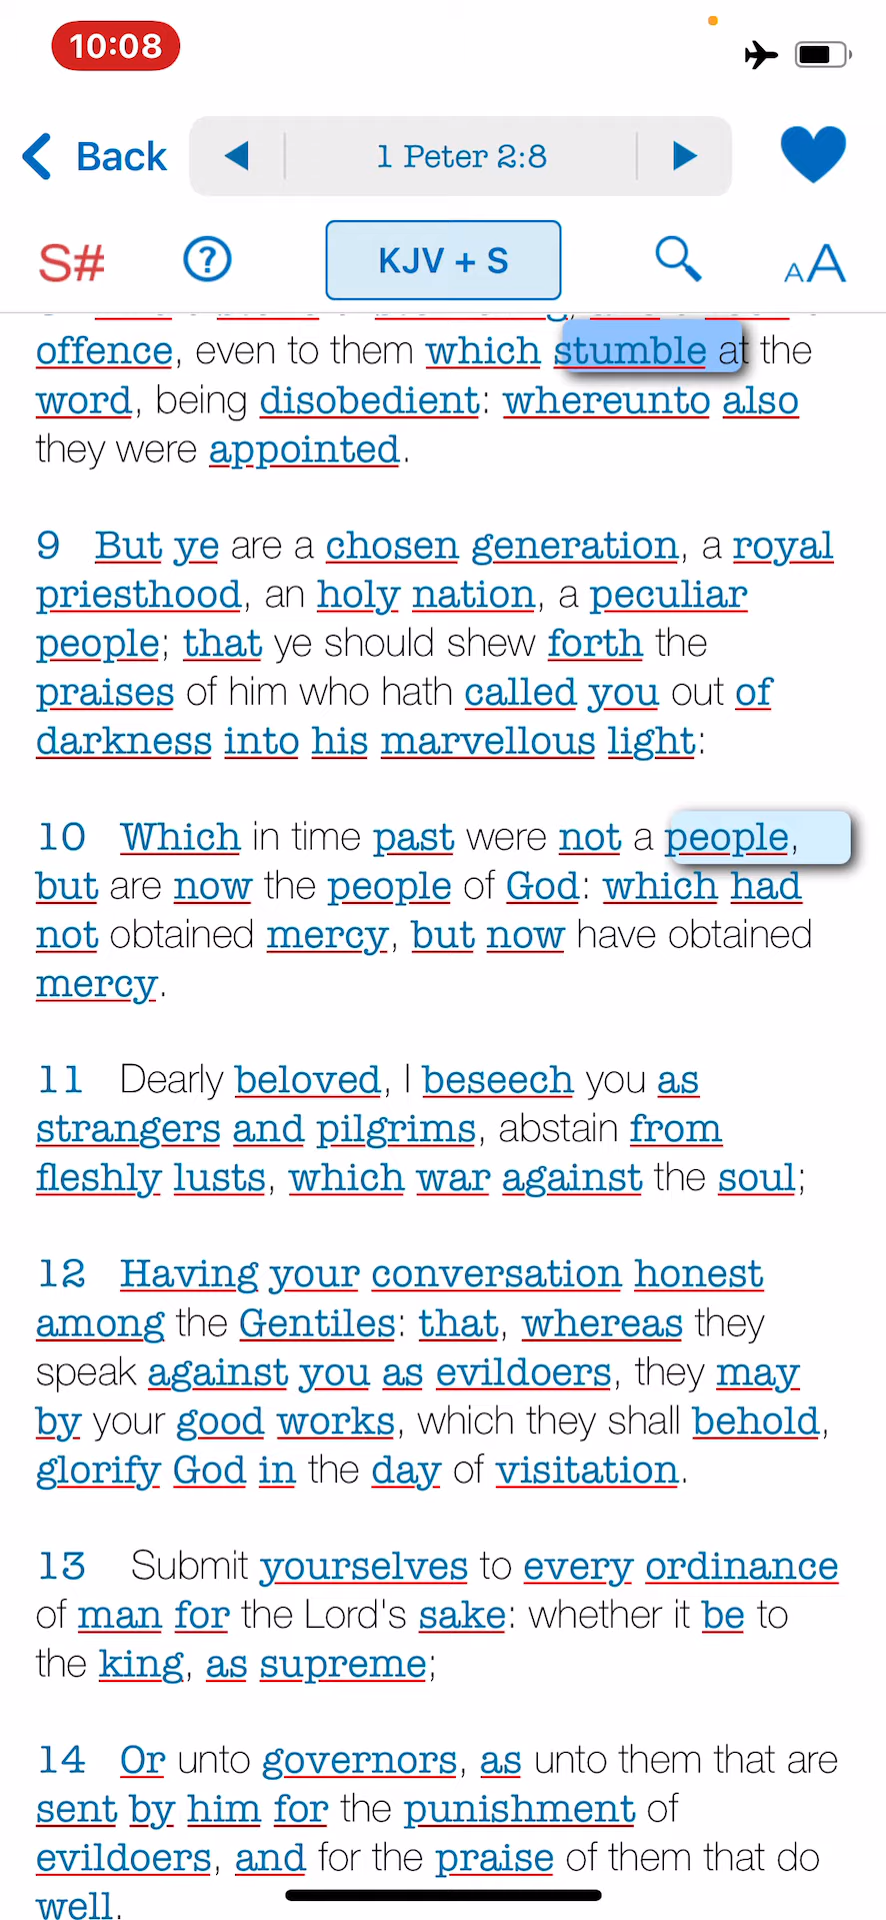 10:08
Back
1 Peter 2:8
S#
?
KJV + S
AA
offence, even to them which stumble at the
word, being disobedient: whereunto also
they were appointed.
9 But ye are a chosen generation, a royal
priesthood, an holy nation, a peculiar
people; that ye should shew forth the
praises of him who hath called you out of
darkness into his marvellous light:
10 Which in time past were not a people,
but are now the people of God: which had
not obtained mercy, but now have obtained
mercy.
11 Dearly beloved, I beseech you as
strangers and pilgrims, abstain from
fleshly lusts, which war against the soul;
12 Having your conversation honest
among the Gentiles: that, whereas they
speak against you as evildoers, they may
by your good works, which they shall behold,
glorify God in the day of visitation.
13 Submit yourselves to every ordinance
of man for the Lord's sake: whether it be to
the king, as supreme;
14 Or unto governors, as unto them that are
sent by him for the punishment of
evildoers, and for the praise of them that do
well.